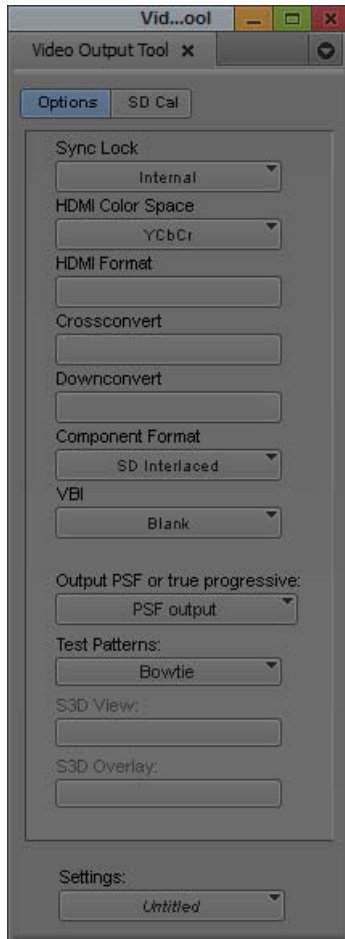 Vid...ool
Video Output Tool
Options SD Cal
Sync Lock
Internal
HDMI Color Space
YCbCr
HDMI Format
Crossconvert
Downconvert
Component Format
SD Interlaced
VBI
Blank
Output PSF or true progressive:
PSF output
Test Patterns:
Bowtie
S3D View:
S3D Overlay:
Settings:
Untitled